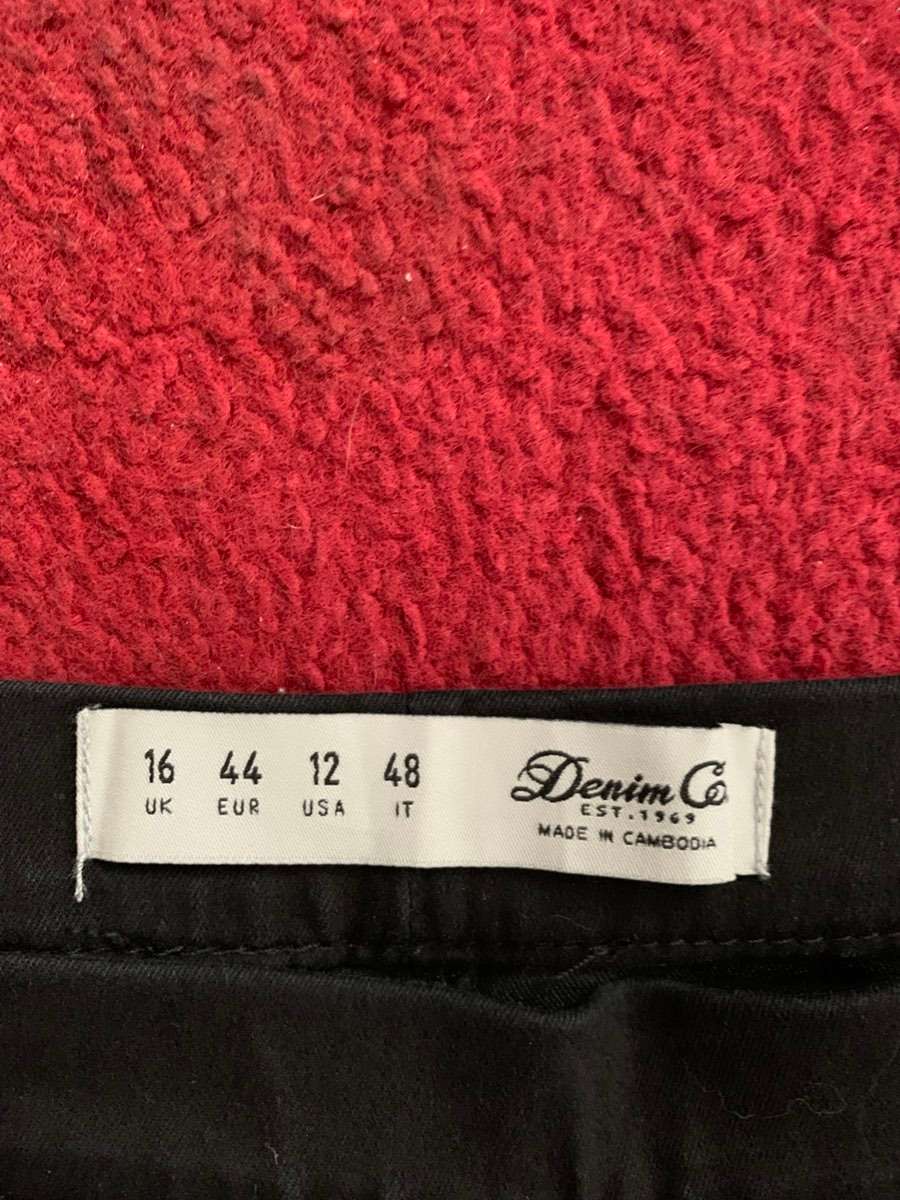 16 44 12 48
UK EUR USA IT
Denim Co
EST. 1969
MADE IN CAMBODIA